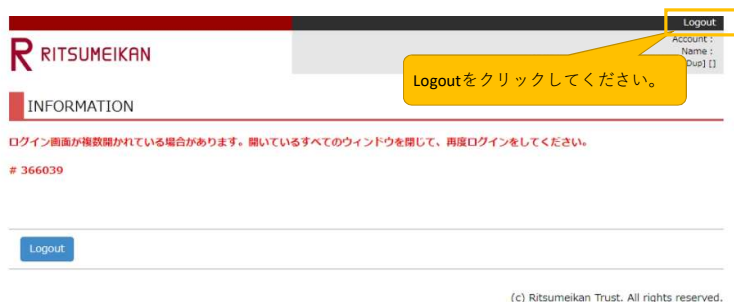 Logout
Account :
RITSUMEIKAN
Name :
Dup] []
Logoutをクリックしてください。
INFORMATION
ログイン画面が複数開かれている場合があります。開いているすべてのウィンドウを閉じて、再度ログインをしてください。
# 366039
Logout
(c) Ritsumeikan Trust. All rights reserved.